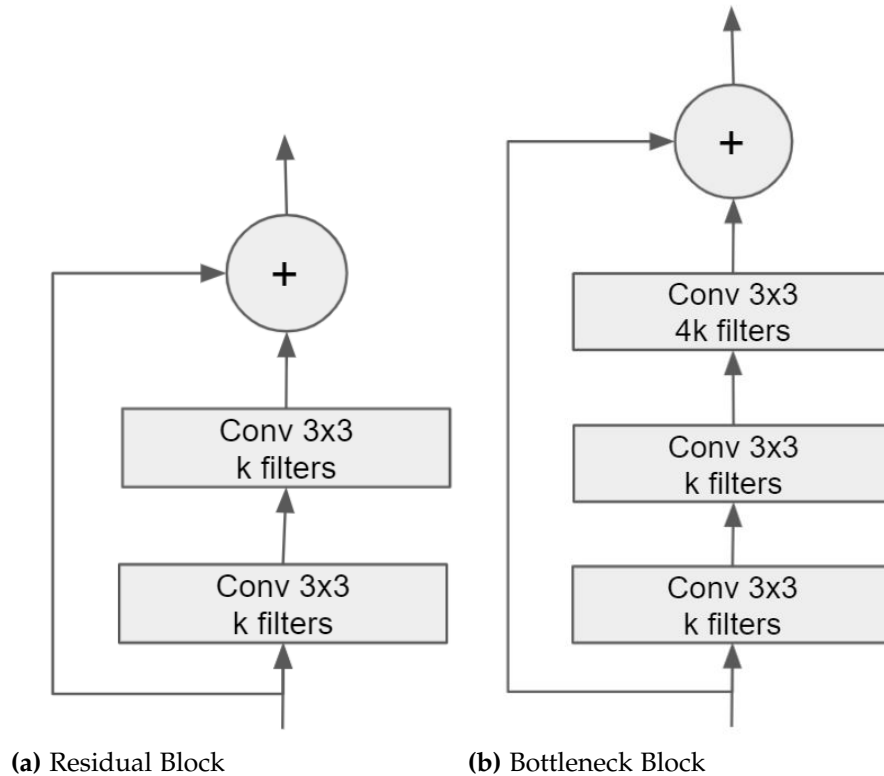 +
Conv 3x3
k filters
Conv 3x3
k filters
(a) Residual Block
+
Conv 3x3
4k filters
Conv 3x3
k filters
Conv 3x3
k filters
(b) Bottleneck Block